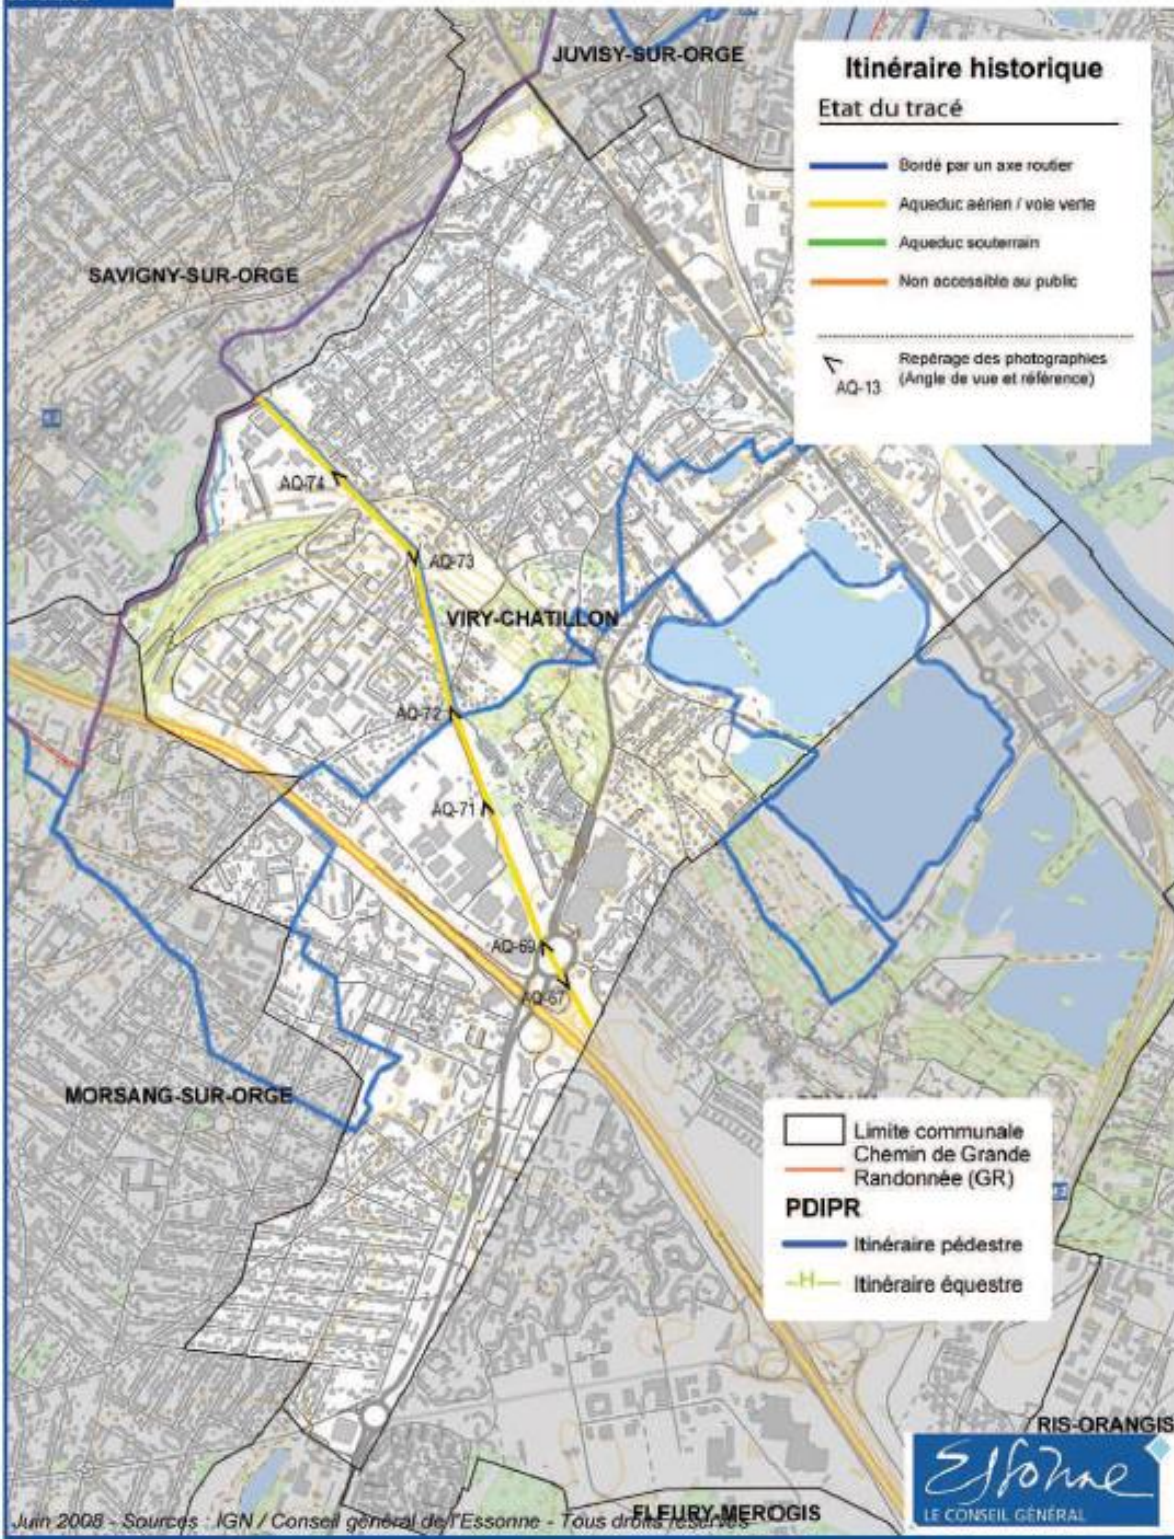 JUVISY-SUR-ORGE
Itinéraire historique
Etat du tracé
Bordé par un axe routier
Aqueduc aérien / voie verte
Aqueduc souterrain
Non accessible au public
Repérage des photographies
(Angle de vue et référence)
AQ-13
SAVIGNY-SUR-ORGE
AQ-74
AQ-73
VIRY-CHATILLON
AQ-72
AQ-71
AQ-69
AQ-67
MORSANG-SUR-ORGE
Limite communale
Chemin de Grande
Randonnée (GR)
PDIPR
Itinéraire pédestre
H
Itinéraire équestre
RIS-ORANGIS
Essonne
LE CONSEIL GÉNÉRAL
FLEURY-MEROGIS
Juin 2008 - Sources : IGN / Conseil général de l'Essonne - Tous droits réservés